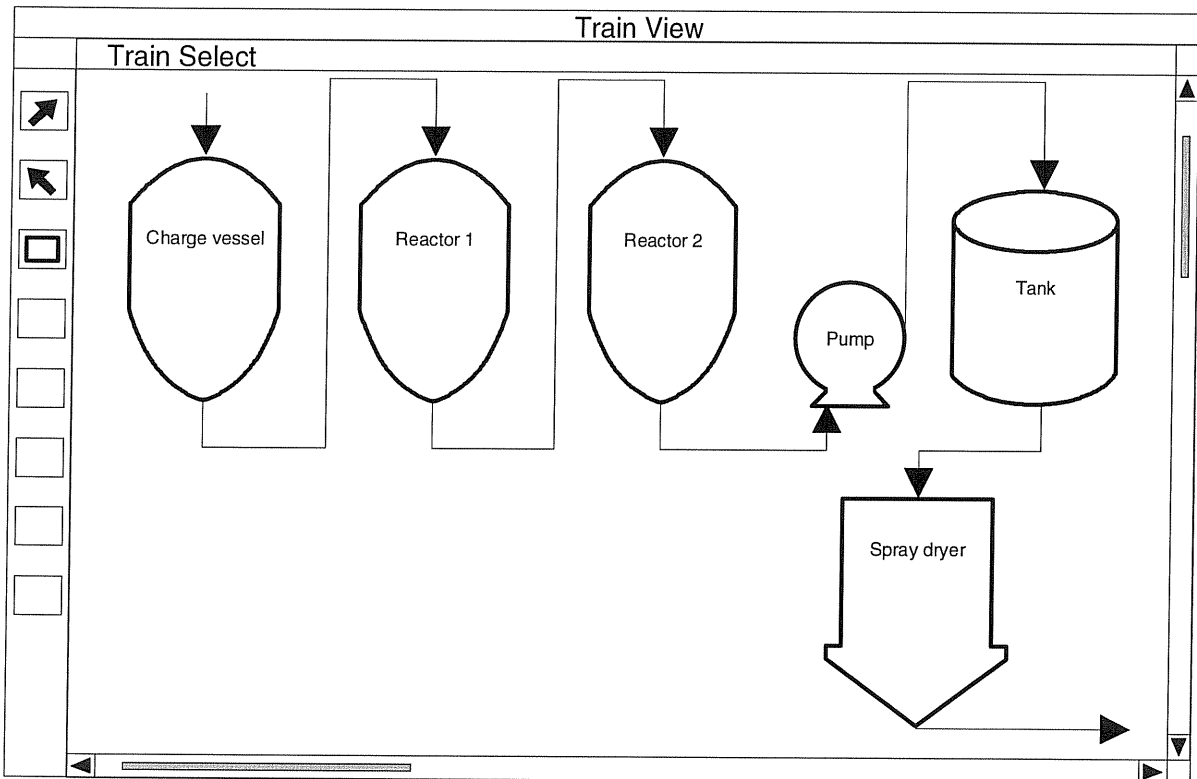 Train View
Train Select
Charge vessel
Reactor 1
Reactor 2
Pump
Tank
Spray dryer